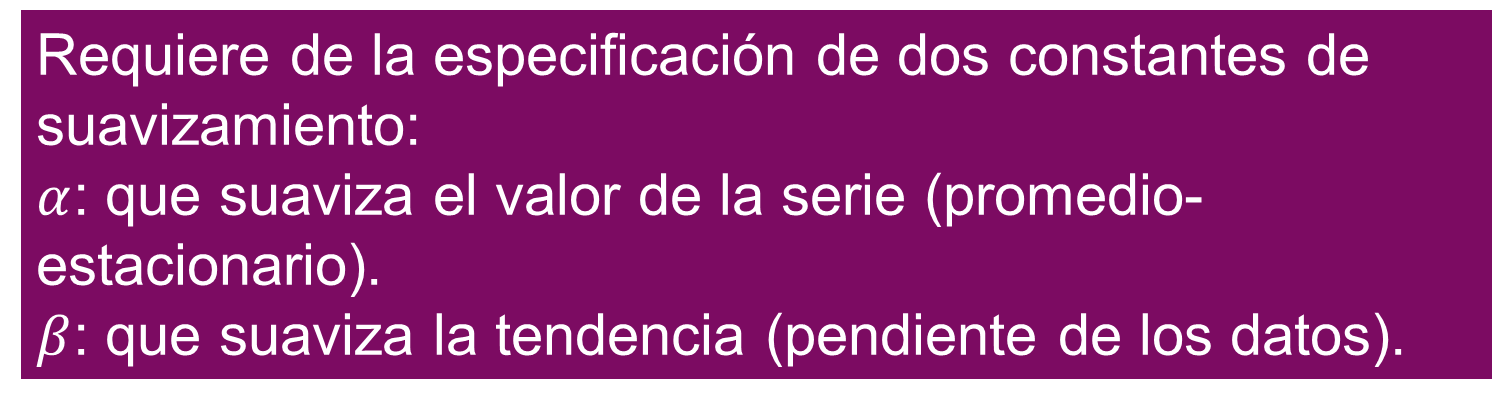 Requiere de la especificación de dos constantes de
suavizamiento:
𝛼: que suaviza el valor de la serie (promedio-
estacionario).
𝛽: que suaviza la tendencia (pendiente de los datos).